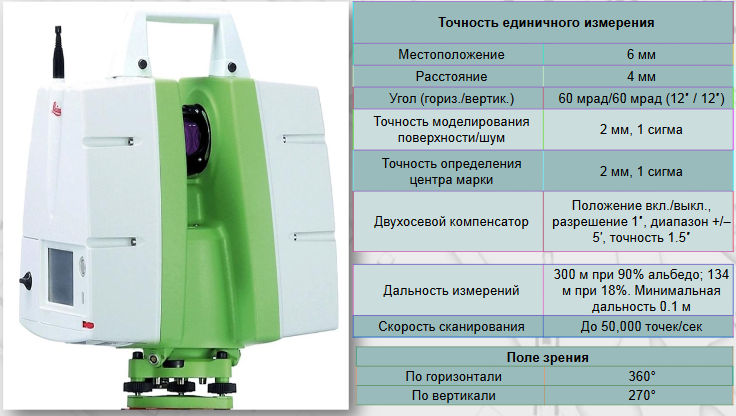 Leica
Точность единичного измерения
Местоположение 6 мм
Расстояние 4 мм
Угол (гориз./вертик.) 60 мрад/60 мрад (12″ / 12″)
Точность моделирования
поверхности/шум
2 мм, 1 сигма
Точность определения
центра марки
2 мм, 1 сигма
Двухосевой компенсатор
Положение вкл./выкл.,
разрешение 1″, диапазон +/–
5′, точность 1.5″
Дальность измерений
300 м при 90% альбедо; 134
м при 18%. Минимальная
дальность 0.1 м
Скорость сканирования До 50,000 точек/сек
Поле зрения
По горизонтали 360°
По вертикали 270°